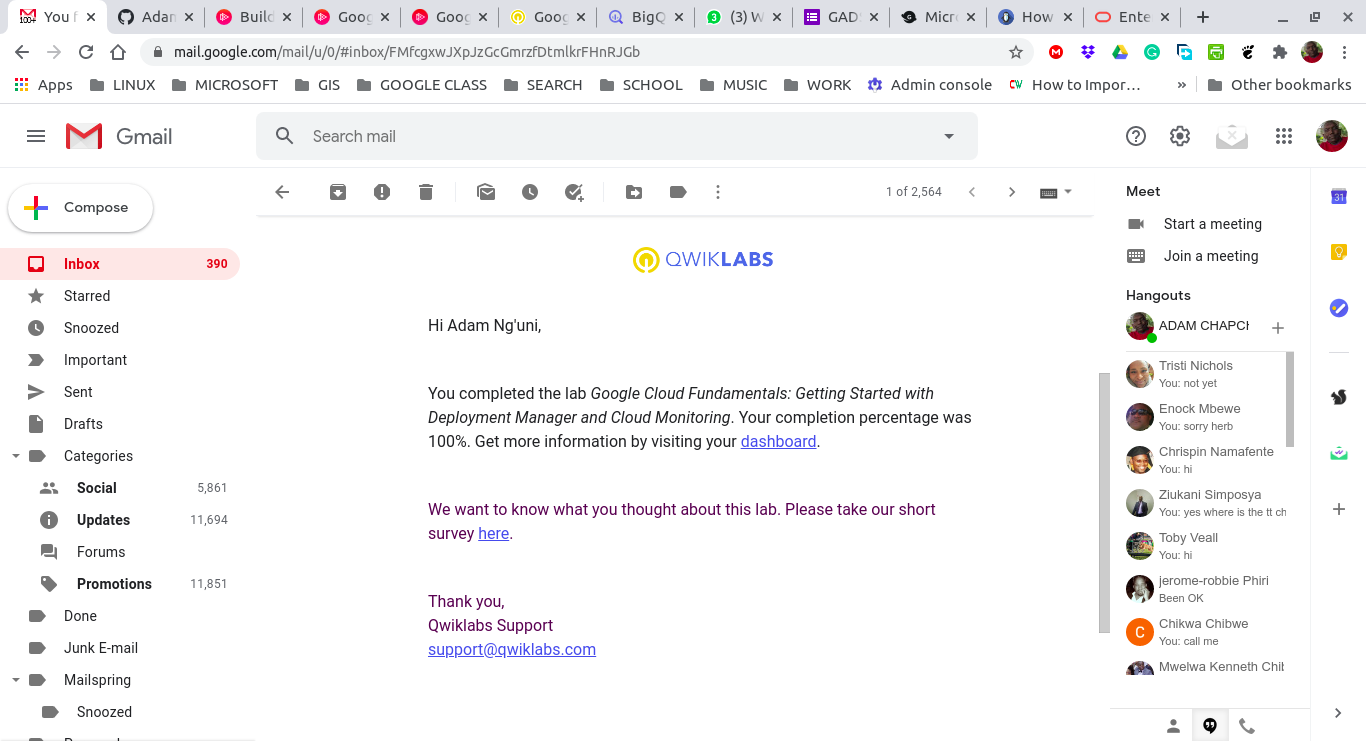 100+ You f
Adan
Build
Goog
Goog
Goog
BigQ
(3) W
GADS
Micro
How
Ente
mail.google.com/mail/u/0/#inbox/FMfcgxwJXpJzGcGmrzfDtmlkrFHnRJGb
Apps LINUX MICROSOFT GIS GOOGLE CLASS SEARCH SCHOOL MUSIC WORK Admin console How to Impor… » Other bookmarks
Gmail
Search mail
Compose
1 of 2,564
Inbox 390
Starred
Snoozed
Important
Sent
Drafts
Categories
Social 5,861
Updates 11,694
Forums
Promotions 11,851
Done
Junk E-mail
Mailspring
Snoozed
QWIKLABS
Hi Adam Ng'uni,
You completed the lab Google Cloud Fundamentals: Getting Started with
Deployment Manager and Cloud Monitoring. Your completion percentage was
100%. Get more information by visiting your dashboard.
We want to know what you thought about this lab. Please take our short
survey here.
Thank you,
Qwiklabs Support
support@qwiklabs.com
Meet
Start a meeting
Join a meeting
Hangouts
ADAM CHAPCH
Tristi Nichols
You: not yet
Enock Mbewe
You: sorry herb
Chrispin Namafente
You: hi
Ziukani Simposya
You: yes where is the tt ch
Toby Veall
You: hi
jerome-robbie Phiri
Been OK
C
Chikwa Chibwe
You: call me
Mwelwa Kenneth Chit
31